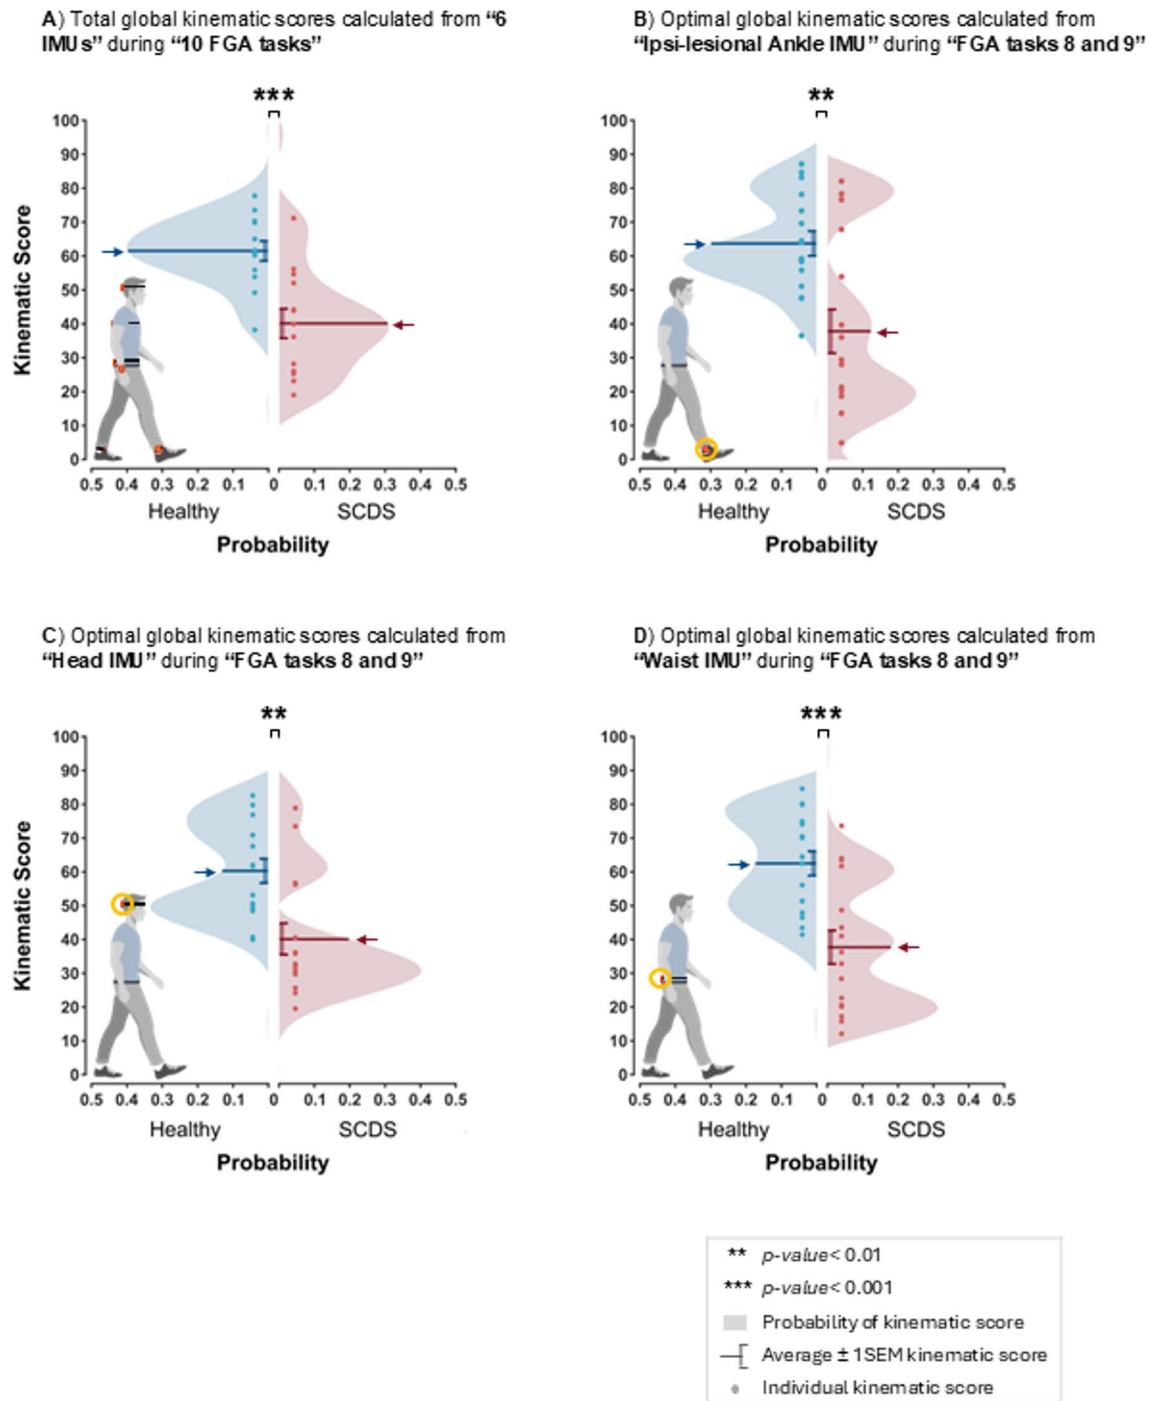 A) Total global kinematic scores calculated from “6
IMUs” during “10 FGA tasks”
***
Kinematic Score
100
90
80
70
60
50
40
30
20
10
0
0.5 0.4 0.3 0.2 0.1 0 0.1 0.2 0.3 0.4 0.5
Healthy SCDS
Probability
B) Optimal global kinematic scores calculated from
“Ipsi-lesional Ankle IMU” during “FGA tasks 8 and 9”
**
100
90
80
70
60
50
40
30
20
10
0
0.5 0.4 0.3 0.2 0.1 0 0.1 0.2 0.3 0.4 0.5
Healthy SCDS
Probability
C) Optimal global kinematic scores calculated from
“Head IMU” during “FGA tasks 8 and 9”
**
Kinematic Score
100
90
80
70
60
50
40
30
20
10
0
0.5 0.4 0.3 0.2 0.1 0 0.1 0.2 0.3 0.4 0.5
Healthy SCDS
Probability
D) Optimal global kinematic scores calculated from
“Waist IMU” during “FGA tasks 8 and 9”
***
100
90
80
70
60
50
40
30
20
10
0
0.5 0.4 0.3 0.2 0.1 0 0.1 0.2 0.3 0.4 0.5
Healthy SCDS
Probability
** p-value< 0.01
*** p-value< 0.001
Probability of kinematic score
Average ± 1SEM kinematic score
Individual kinematic score